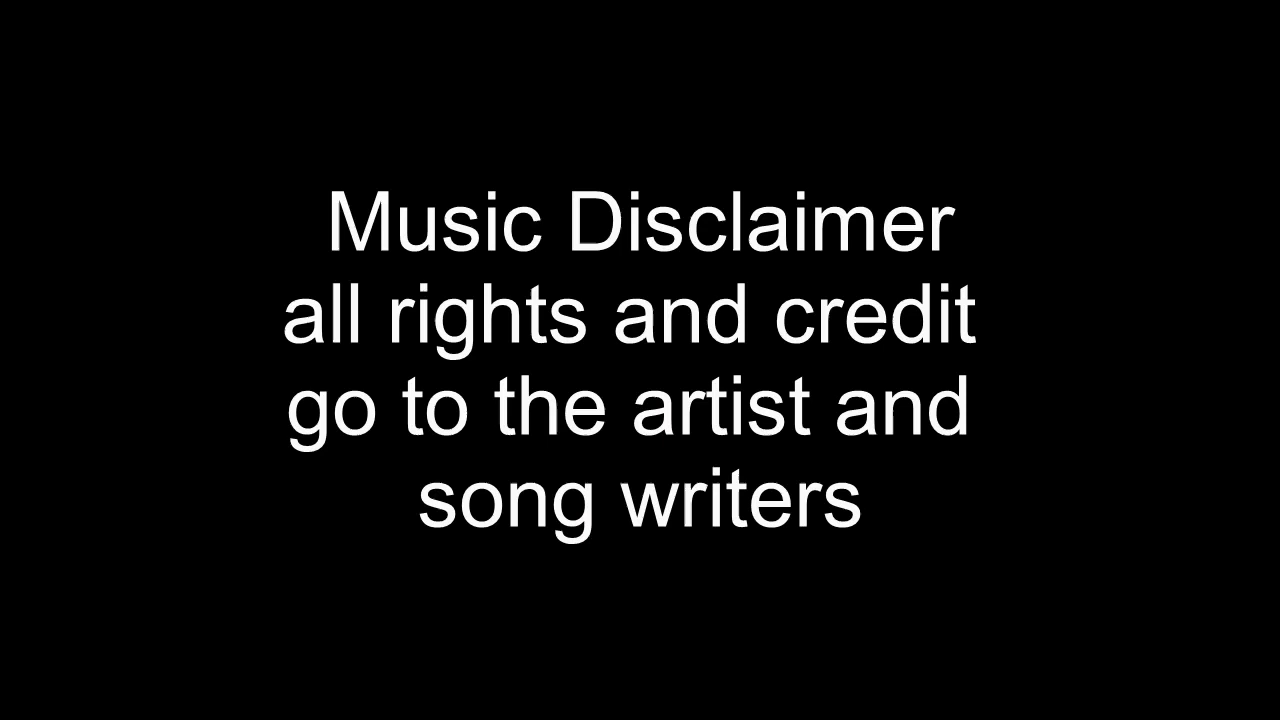 Music Disclaimer
all rights and credit
go to the artist and
song writers